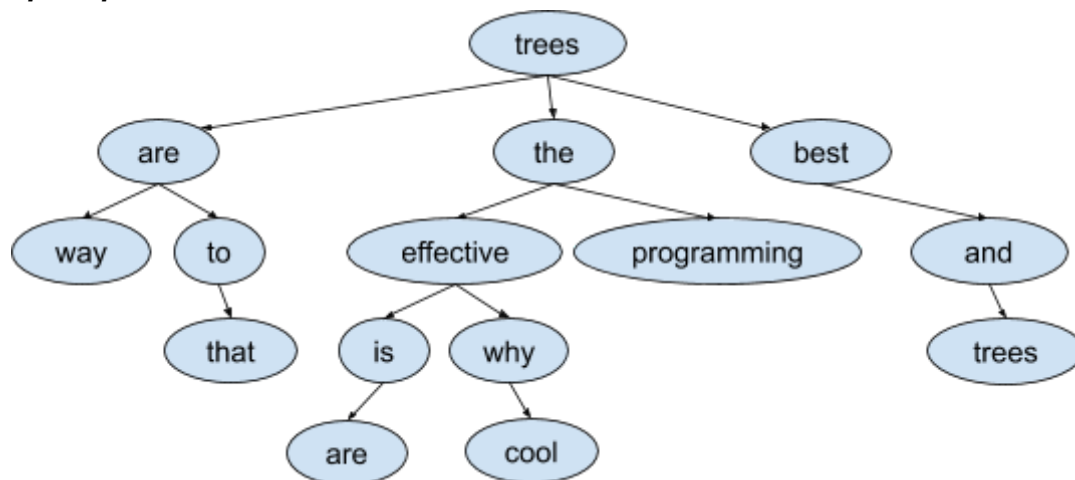 trees
are the best
way to effective programming and
that is why trees
are cool